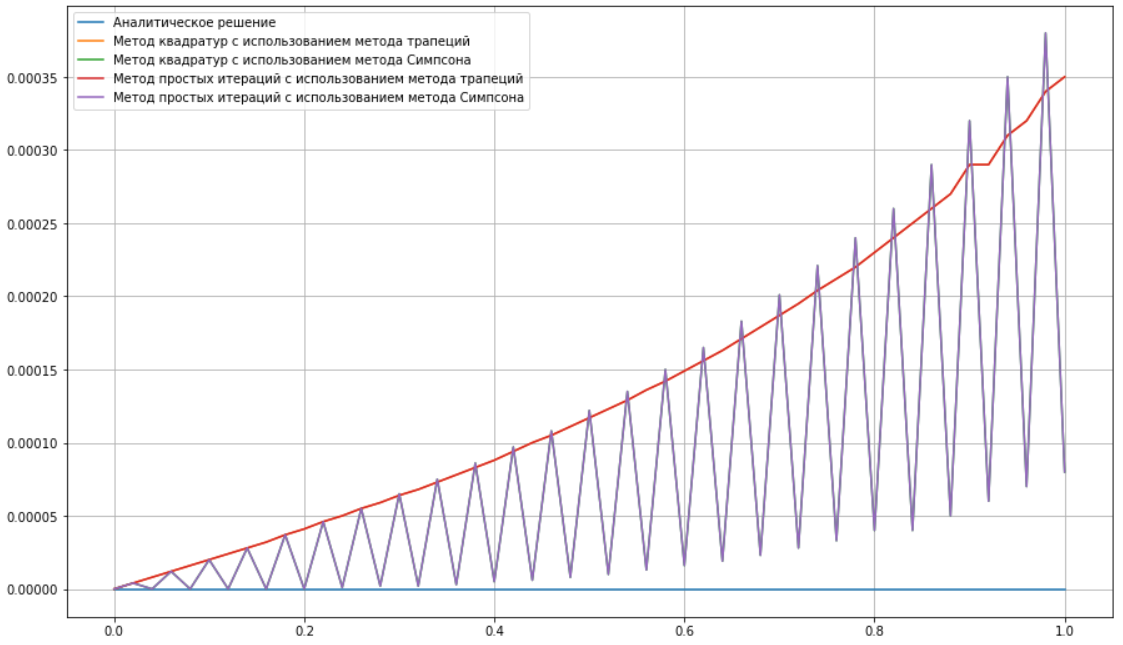 Аналитическое решение
Метод квадратур с использованием метода трапеций
Метод квадратур с использованием метода Симпсона
Метод простых итераций с использованием метода трапеций
Метод простых итераций с использованием метода Симпсона
0.00035
0.00030
0.00025
0.00020
0.00015
0.00010
0.00005
0.00000
0.0 0.2 0.4 0.6 0.8 1.0